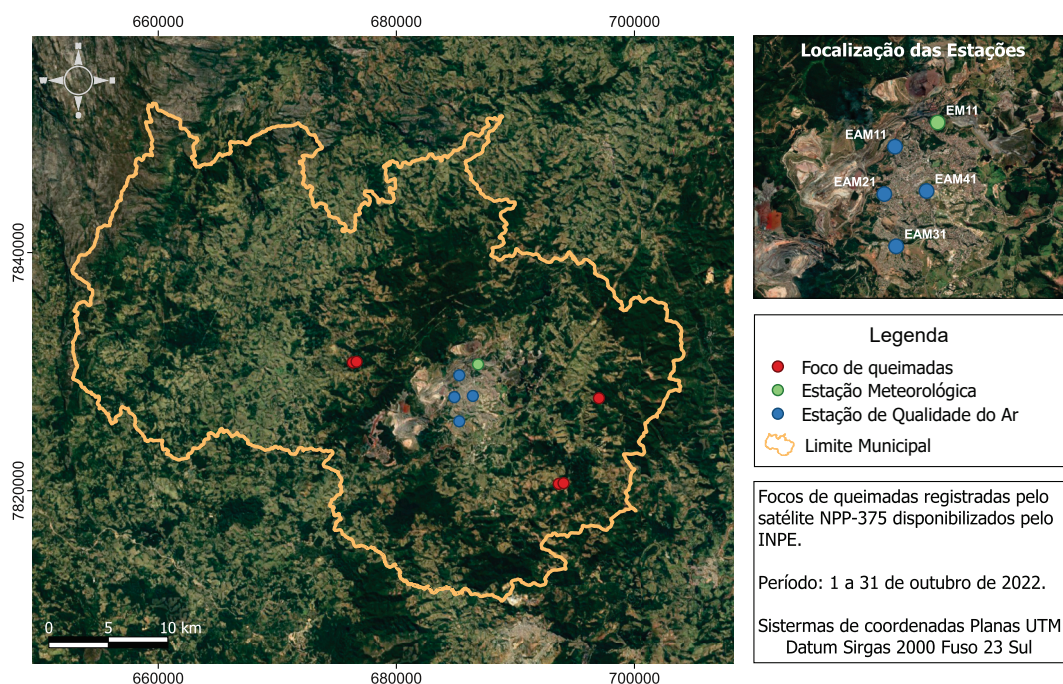 660000
680000
700000
7840000
7820000
0
5
10 km
660000
680000
700000
Localização das Estações
EM11
EAM11
EAM21
EAM41
EAM31
Legenda
Foco de queimadas
Estação Meteorológica
Estação de Qualidade do Ar
Limite Municipal
Focos de queimadas registradas pelo
satélite NPP-375 disponibilizados pelo
INPE.
Período: 1 a 31 de outubro de 2022.
Sistermas de coordenadas Planas UTM
Datum Sirgas 2000 Fuso 23 Sul